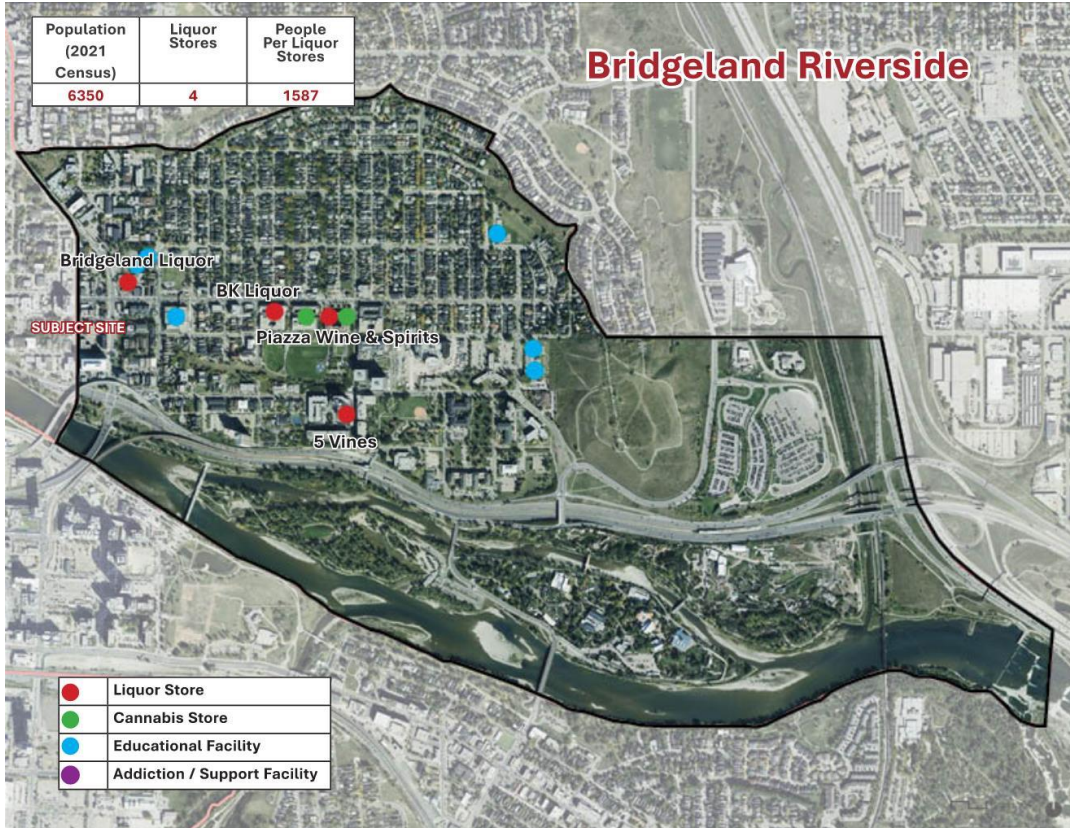 Population
(2021
Census)
Liquor
Stores
People
Per Liquor
Stores
6350
4
1587
Bridgeland Riverside
Bridgeland Liquor
BK Liquor
SUBJECT SITE
Piazza Wine & Spirits
5 Vines
Liquor Store
Cannabis Store
Educational Facility
Addiction / Support Facility